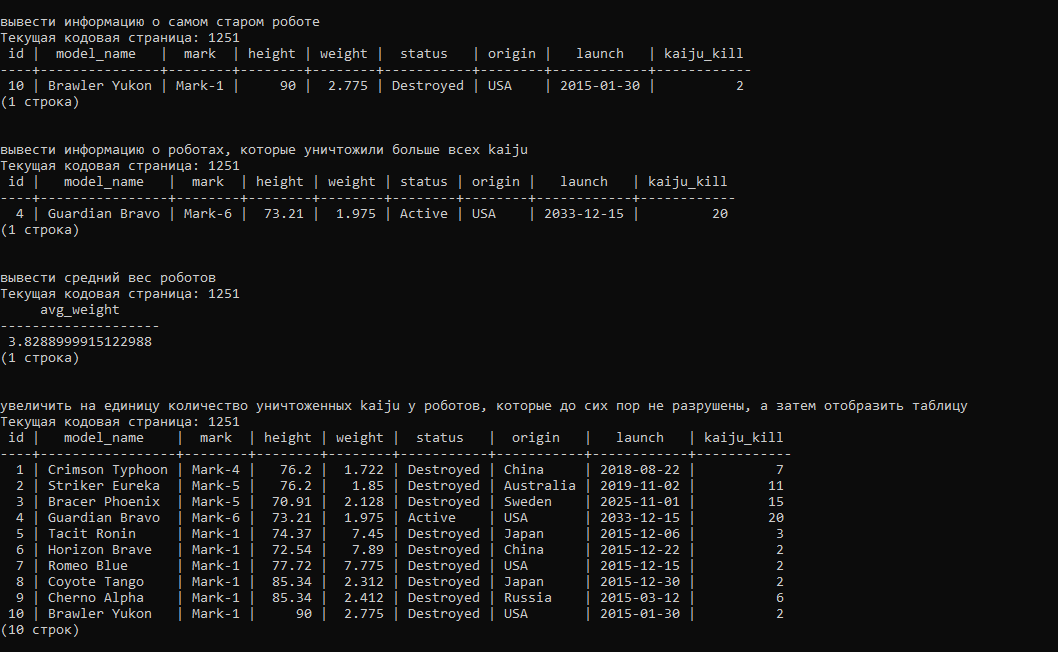 вывести информацию о самом старом роботе
Текущая кодовая страница: 1251
 id |  model_name  |  mark  | height | weight |  status   | origin |   launch   | kaiju_kill
----+--------------+--------+--------+--------+-----------+--------+------------+------------
 10 | Brawler Yukon | Mark-1 |     90 |  2.775 | Destroyed | USA    | 2015-01-30 |          2
(1 строка)
вывести информацию о роботах, которые уничтожили больше всех kaiju
Текущая кодовая страница: 1251
 id |   model_name   |  mark  | height | weight | status | origin |   launch   | kaiju_kill
----+----------------+--------+--------+--------+--------+--------+------------+------------
  4 | Guardian Bravo | Mark-6 |  73.21 |  1.975 | Active | USA    | 2033-12-15 |         20
(1 строка)
вывести средний вес роботов
Текущая кодовая страница: 1251
     avg_weight
--------------------
 3.8288999915122988
(1 строка)
увеличить на единицу количество уничтоженных kaiju у роботов, которые до сих пор не разрушены, а затем отобразить таблицу
Текущая кодовая страница: 1251
 id |   model_name    |  mark  | height | weight |  status   |  origin   |   launch   | kaiju_kill
----+-----------------+--------+--------+--------+-----------+-----------+------------+------------
  1 | Crimson Typhoon | Mark-4 |   76.2 |  1.722 | Destroyed | China     | 2018-08-22 |          7
  2 | Striker Eureka  | Mark-5 |   76.2 |   1.85 | Destroyed | Australia | 2019-11-02 |         11
  3 | Bracer Phoenix  | Mark-5 |  70.91 |  2.128 | Destroyed | Sweden    | 2025-11-01 |         15
  4 | Guardian Bravo  | Mark-6 |  73.21 |  1.975 | Active    | USA       | 2033-12-15 |         20
  5 | Tacit Ronin     | Mark-1 |  74.37 |   7.45 | Destroyed | Japan     | 2015-12-06 |          3
  6 | Horizon Brave   | Mark-1 |  72.54 |   7.89 | Destroyed | China     | 2015-12-22 |          2
  7 | Romeo Blue      | Mark-1 |  77.72 |  7.775 | Destroyed | USA       | 2015-12-15 |          2
  8 | Coyote Tango    | Mark-1 |  85.34 |  2.312 | Destroyed | Japan     | 2015-12-30 |          2
  9 | Cherno Alpha    | Mark-1 |  85.34 |  2.412 | Destroyed | Russia    | 2015-03-12 |          6
 10 | Brawler Yukon   | Mark-1 |     90 |  2.775 | Destroyed | USA       | 2015-01-30 |          2
(10 строк)